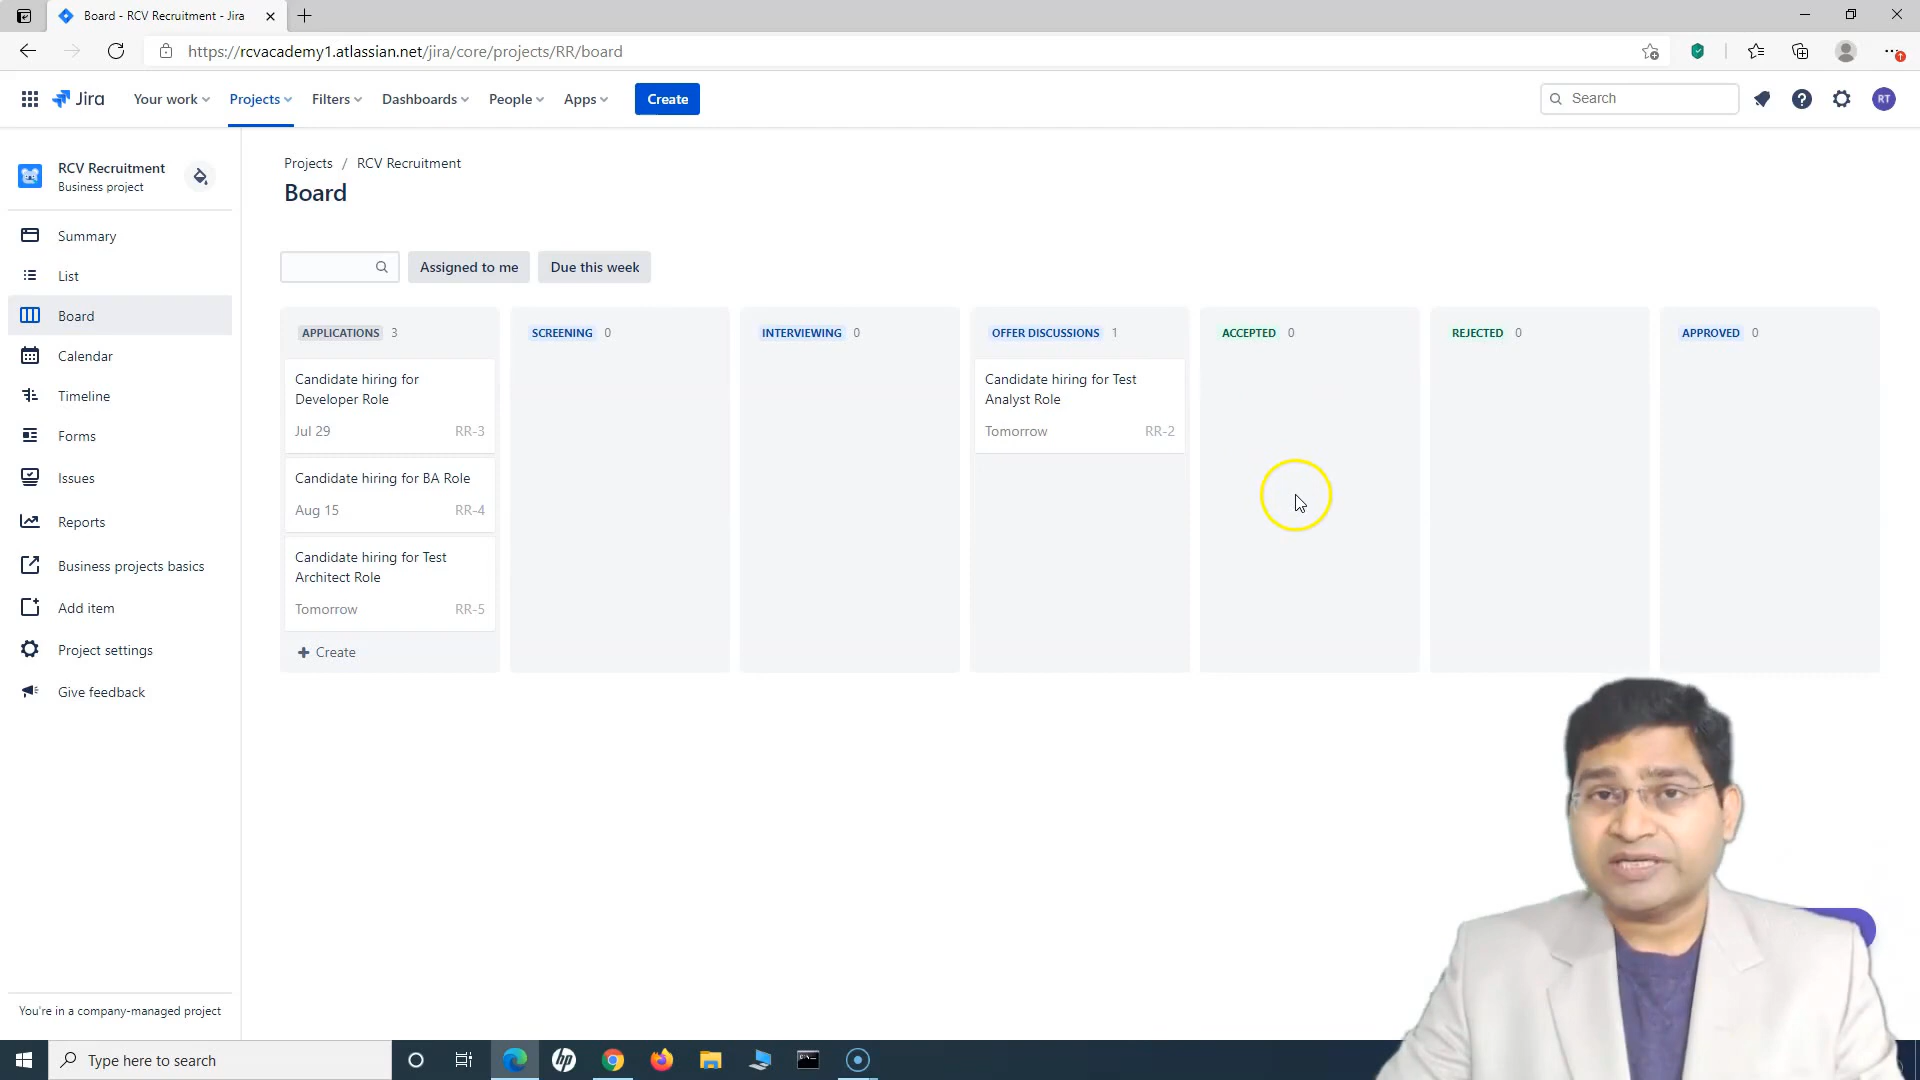 Board - RCV Recruitment - Jira
https://rcvacademy1.atlassian.net/jira/core/projects/RR/board
Jira
Your work
Projects
Filters
Dashboards
People
Apps
Create
Search
RT
RCV Recruitment
Business project
Summary
List
Board
Calendar
Timeline
Forms
Issues
Reports
Business projects basics
Add item
Project settings
Give feedback
You're in a company-managed project
Projects / RCV Recruitment
Board
Assigned to me
Due this week
APPLICATIONS 3
Candidate hiring for
Developer Role
Jul 29 RR-3
Candidate hiring for BA Role
Aug 15 RR-4
Candidate hiring for Test
Architect Role
Tomorrow RR-5
+ Create
SCREENING 0
INTERVIEWING 0
OFFER DISCUSSIONS 1
Candidate hiring for Test
Analyst Role
Tomorrow RR-2
ACCEPTED 0
REJECTED 0
APPROVED 0
Type here to search
hp